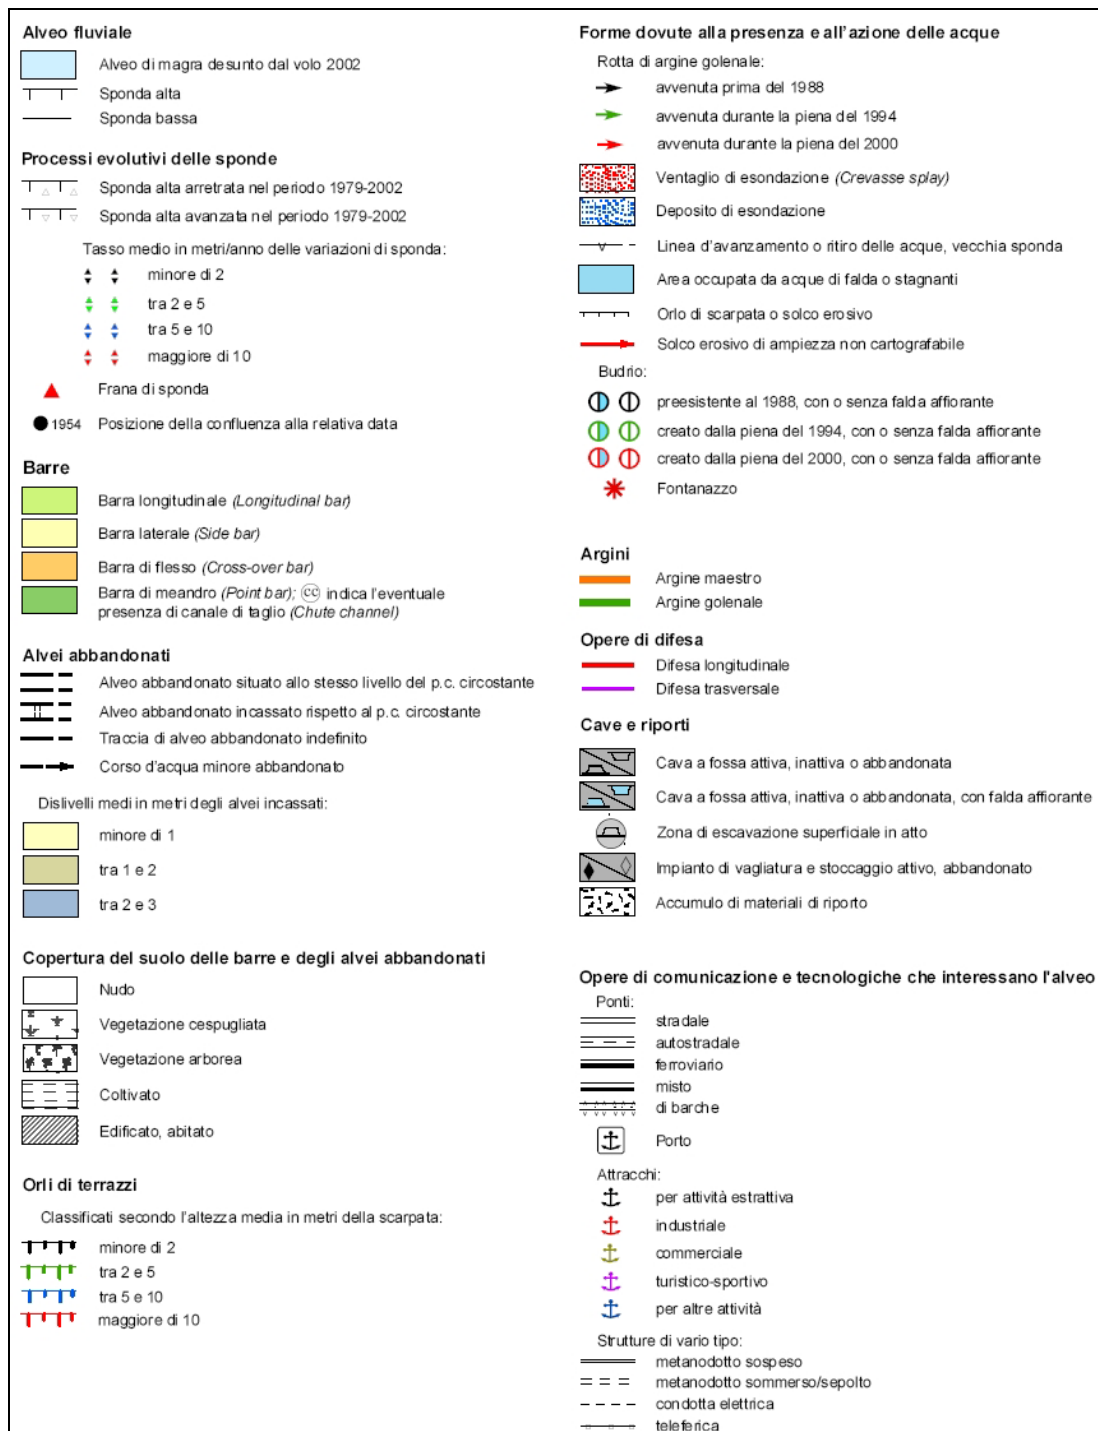 Alveo fluviale
Alveo di magra desunto dal volo 2002
Sponda alta
Sponda bassa
Processi evolutivi delle sponde
Sponda alta arretrata nel periodo 1979-2002
Sponda alta avanzata nel periodo 1979-2002
Tasso medio in metri/anno delle variazioni di sponda:
minore di 2
tra 2 e 5
tra 5 e 10
maggiore di 10
Frana di sponda
1954 Posizione della confluenza alla relativa data
Barre
Barra longitudinale (Longitudinal bar)
Barra laterale (Side bar)
Barra di flesso (Cross-over bar)
Barra di meandro (Point bar); cc indica l'eventuale
presenza di canale di taglio (Chute channel)
Alvei abbandonati
Alveo abbandonato situato allo stesso livello del p.c. circostante
Alveo abbandonato incassato rispetto al p.c. circostante
Traccia di alveo abbandonato indefinito
Corso d'acqua minore abbandonato
Dislivelli medi in metri degli alvei incassati:
minore di 1
tra 1 e 2
tra 2 e 3
Copertura del suolo delle barre e degli alvei abbandonati
Nudo
Vegetazione cespugliata
Vegetazione arborea
Coltivato
Edificato, abitato
Orli di terrazzi
Classificati secondo l'altezza media in metri della scarpata:
minore di 2
tra 2 e 5
tra 5 e 10
maggiore di 10
Forme dovute alla presenza e all'azione delle acque
Rotta di argine golenale:
avvenuta prima del 1988
avvenuta durante la piena del 1994
avvenuta durante la piena del 2000
Ventaglio di esondazione (Crevasse splay)
Deposito di esondazione
Linea d'avanzamento o ritiro delle acque, vecchia sponda
Area occupata da acque di falda o stagnanti
Orlo di scarpata o solco erosivo
Solco erosivo di ampiezza non cartografabile
Budrio:
preesistente al 1988, con o senza falda affiorante
creato dalla piena del 1994, con o senza falda affiorante
creato dalla piena del 2000, con o senza falda affiorante
Fontanazzo
Argini
Argine maestro
Argine golenale
Opere di difesa
Difesa longitudinale
Difesa trasversale
Cave e riporti
Cava a fossa attiva, inattiva o abbandonata
Cava a fossa attiva, inattiva o abbandonata, con falda affiorante
Zona di escavazione superficiale in atto
Impianto di vagliatura e stoccaggio attivo, abbandonato
Accumulo di materiali di riporto
Opere di comunicazione e tecnologiche che interessano l'alveo
Ponti:
stradale
autostradale
ferroviario
misto
di barche
Porto
Attracchi:
per attività estrattiva
industriale
commerciale
turistico-sportivo
per altre attività
Strutture di vario tipo:
metanodotto sospeso
metanodotto sommerso/sepolto
condotta elettrica
teleferica